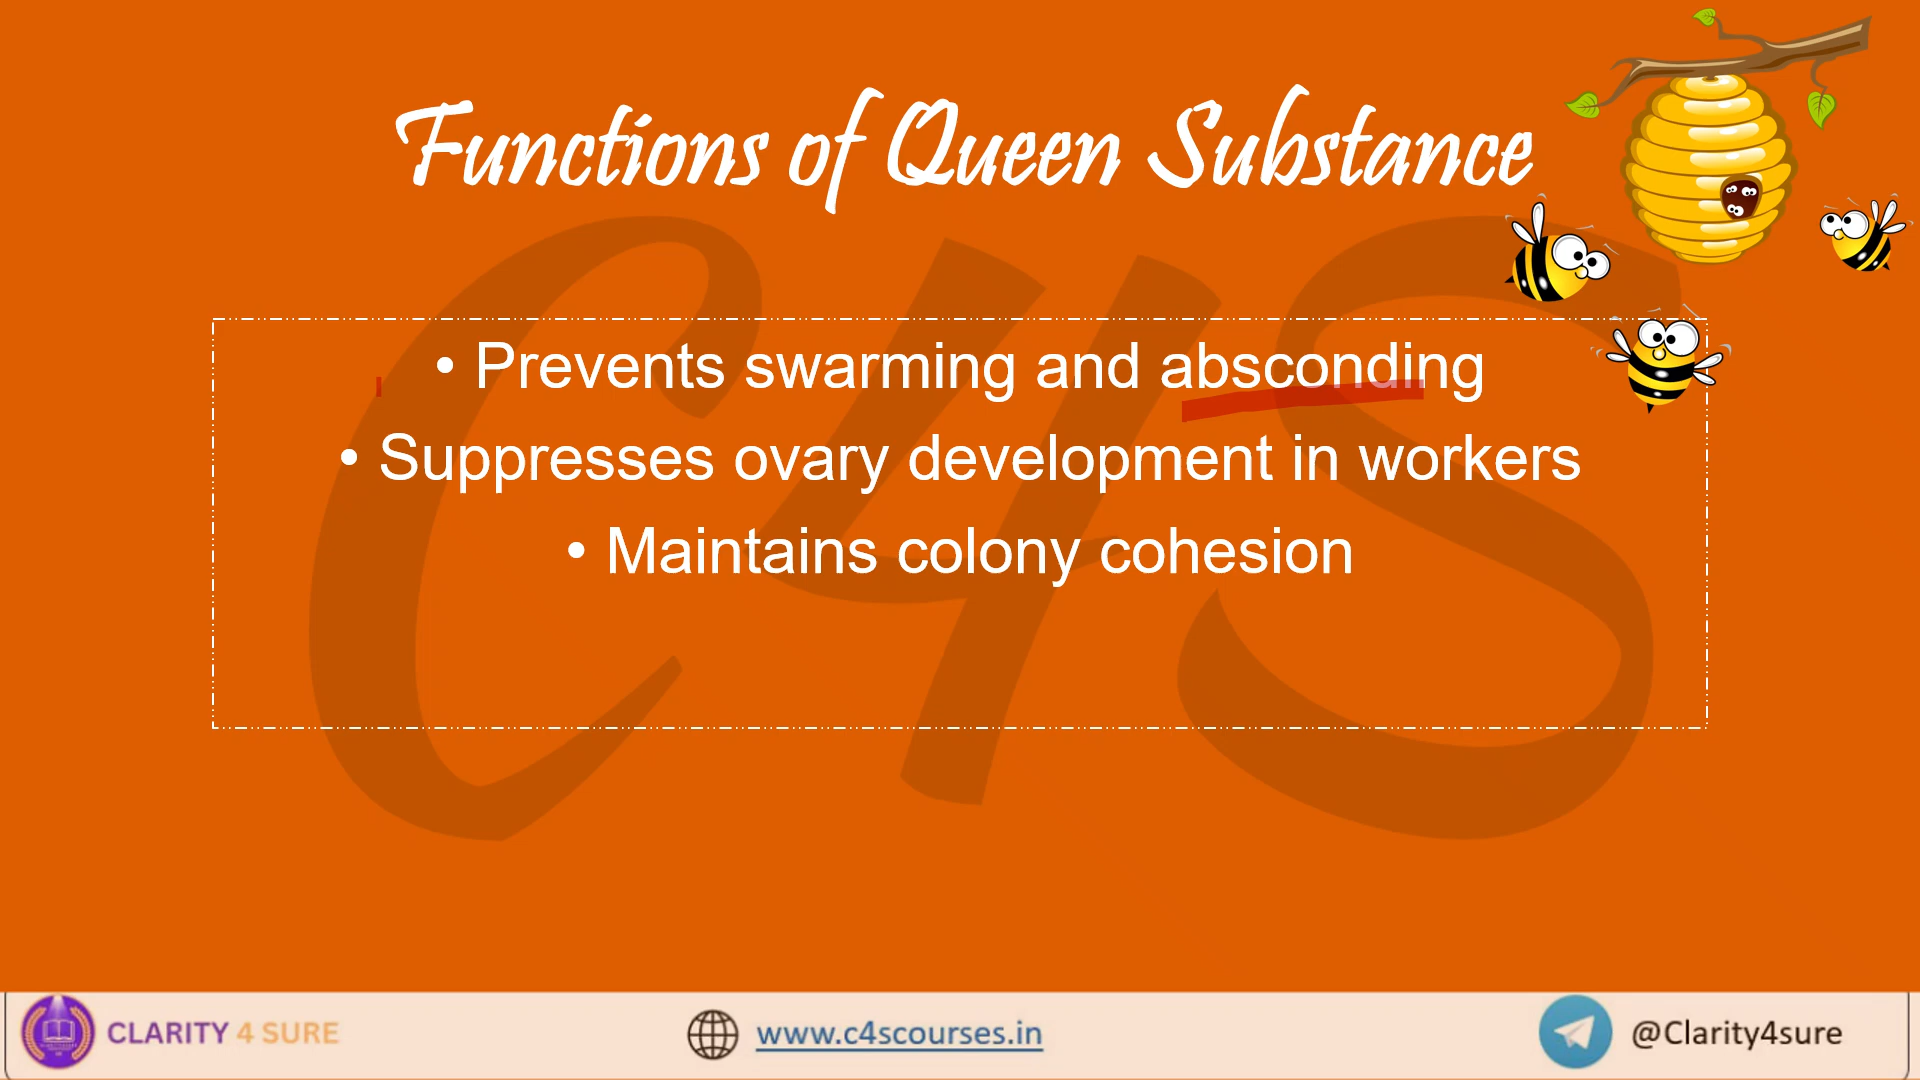 Functions of Queen Substance
• Prevents swarming and absconding
• Suppresses ovary development in workers
• Maintains colony cohesion
C4S
CLARITY 4 SURE
www.c4scourses.in
@Clarity4sure